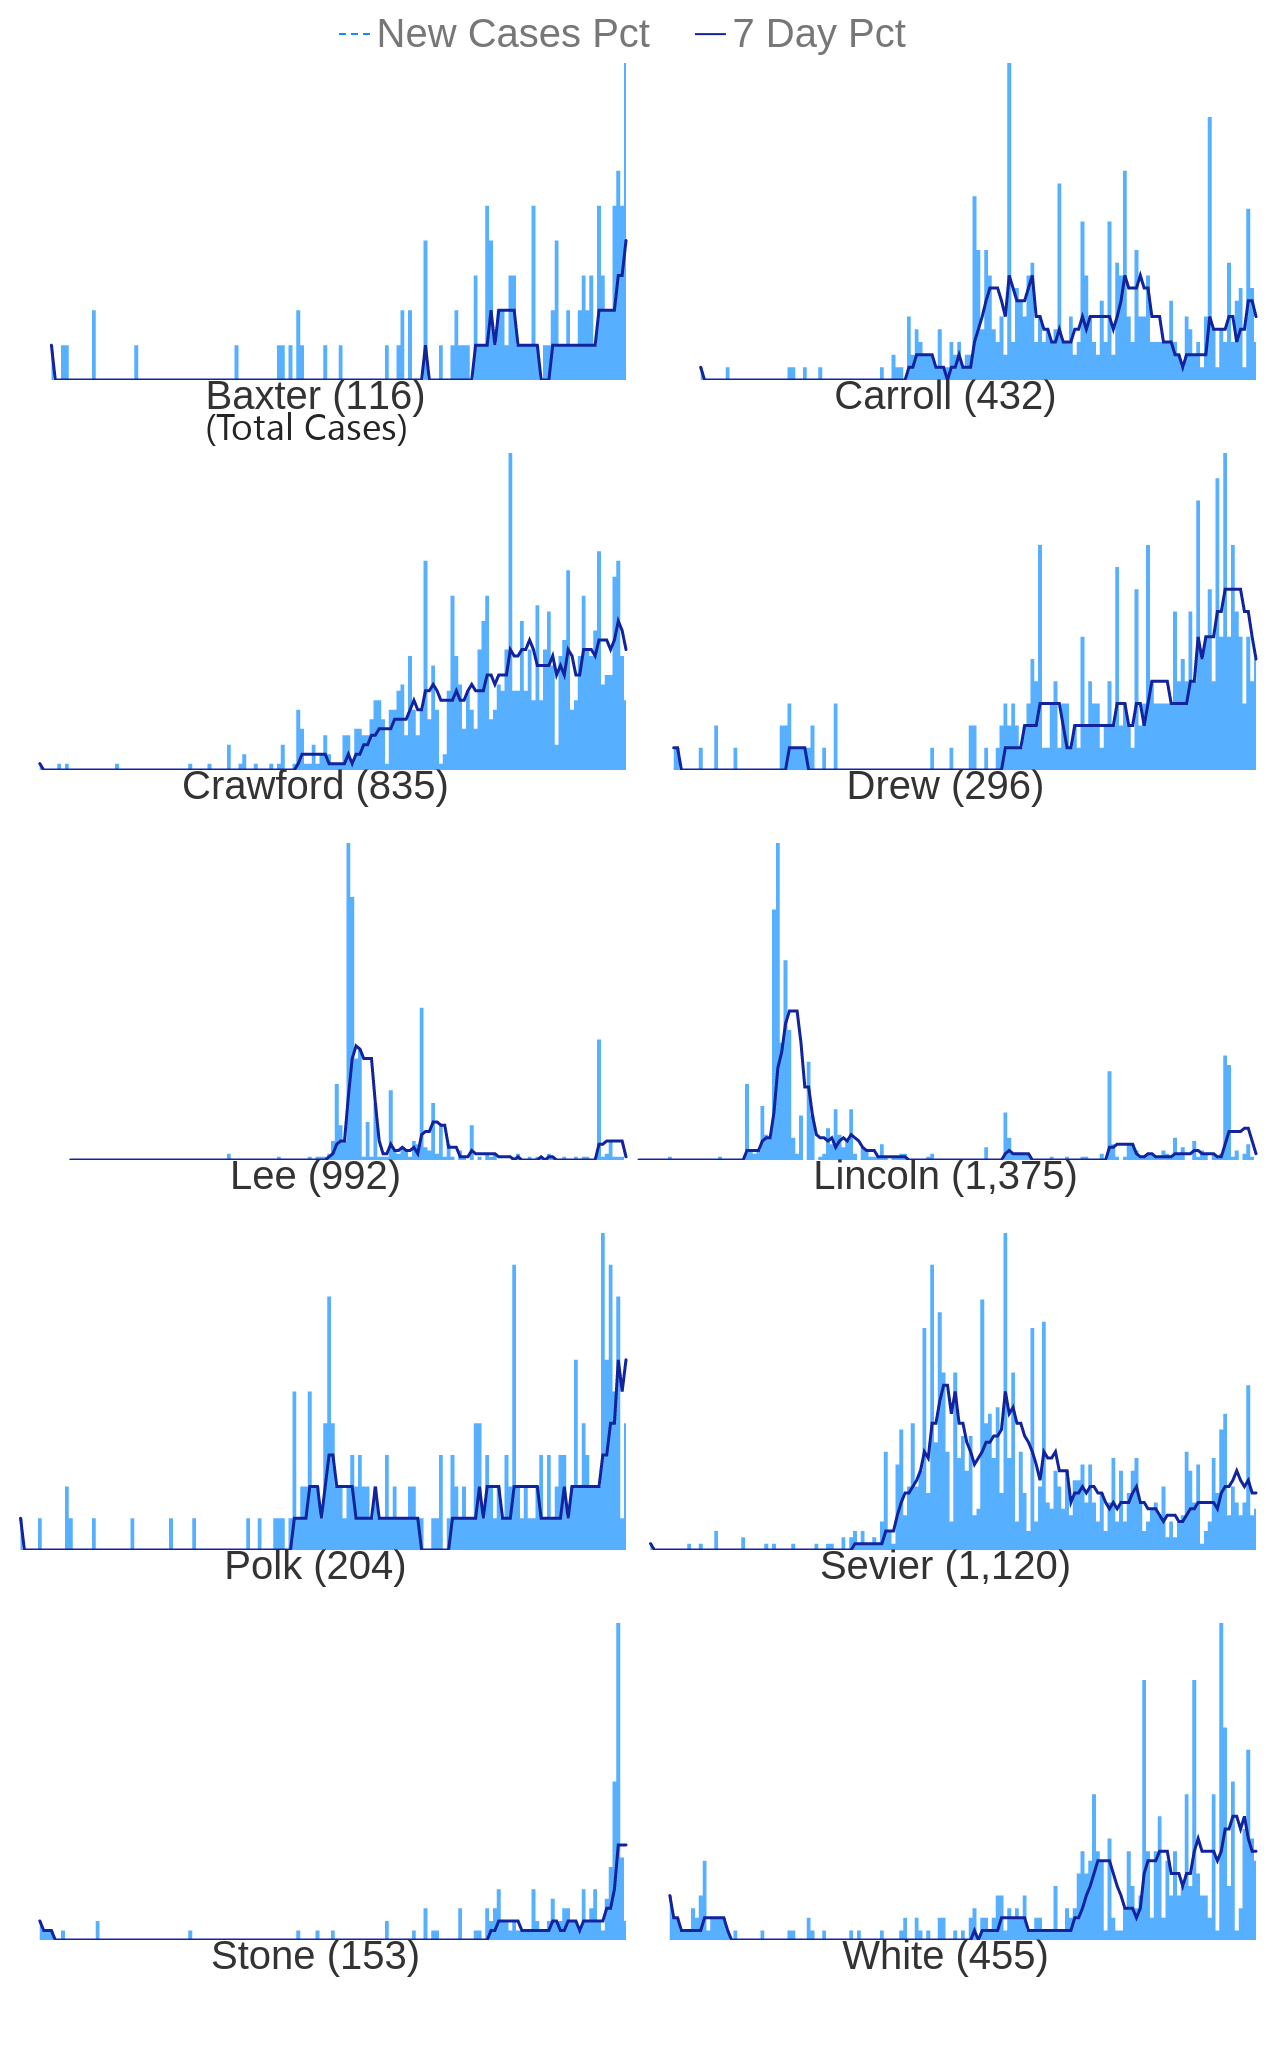 New Cases Pct 7 Day Pct
Baxter (116) Carroll (432)
(Total Cases)
Crawford (835) Drew (296)
Lee (992) Lincoln (1,375)
Polk (204) Sevier (1,120)
Stone (153) White (455)